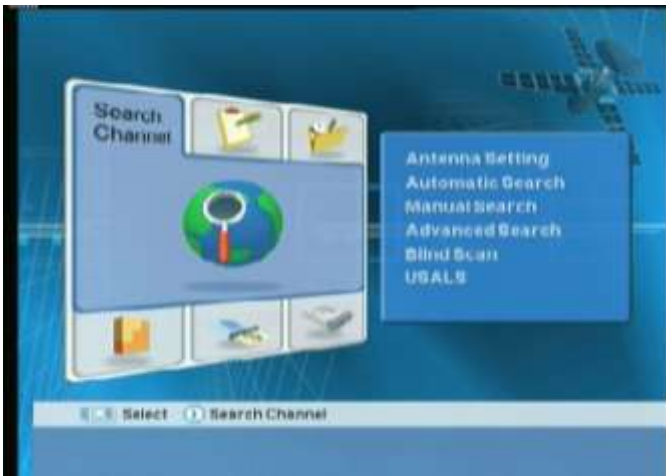 Search
Channel
Antenna Setting
Automatic Search
Manual Search
Advanced Search
Blind Scan
USALS
Select Search Channel